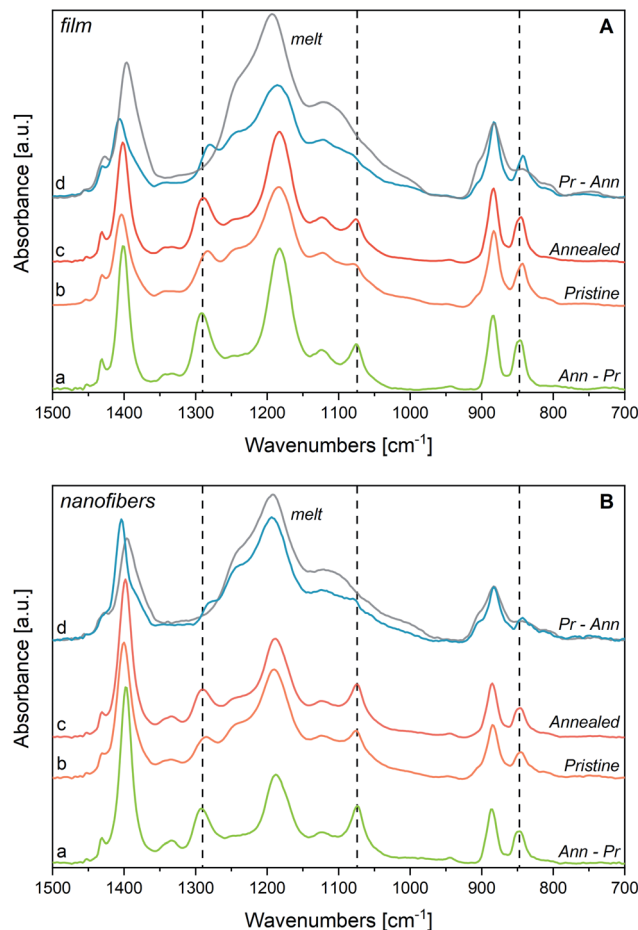 film
melt
A
d
Pr - Ann
c
Annealed
b
Pristine
a
Ann - Pr
Absorbance [a.u.]
1500 1400 1300 1200 1100 1000 900 800 700
Wavenumbers [cm⁻¹]
nanofibers
melt
B
d
Pr - Ann
c
Annealed
b
Pristine
a
Ann - Pr
Absorbance [a.u.]
1500 1400 1300 1200 1100 1000 900 800 700
Wavenumbers [cm⁻¹]